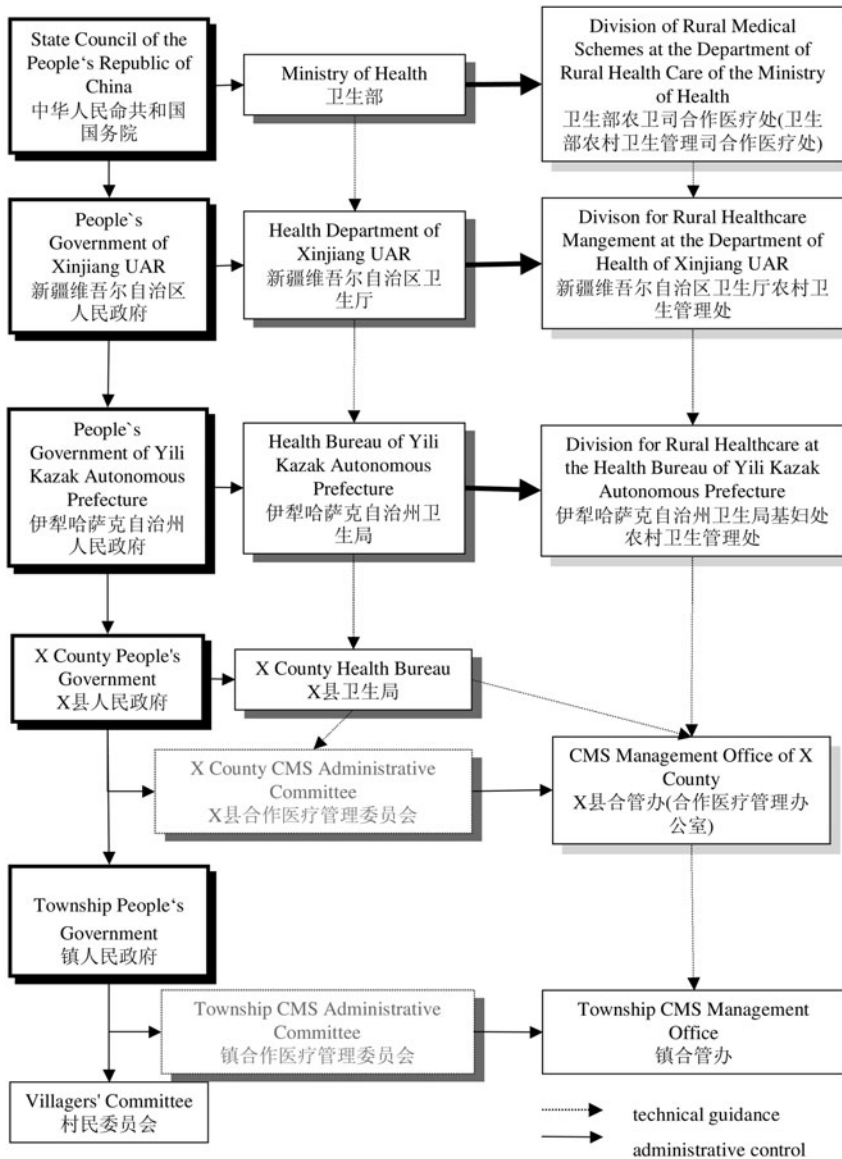 State Council of the
People‘s Republic of
China
中华人民命共和国
国务院
Ministry of Health
卫生部
Division of Rural Medical
Schemes at the Department of
Rural Health Care of the Ministry
of Health
卫生部农卫司合作医疗处(卫生
部农村卫生管理司合作医疗处)
People`s
Government of
Xinjiang UAR
新疆维吾尔自治区
人民政府
Health Department of
Xinjiang UAR
新疆维吾尔自治区卫
生厅
Divison for Rural Healthcare
Mangement at the Department of
Health of Xinjiang UAR
新疆维吾尔自治区卫生厅农村卫
生管理处
People`s
Government of Yili
Kazak Autonomous
Prefecture
伊犁哈萨克自治州
人民政府
Health Bureau of Yili
Kazak Autonomous
Prefecture
伊犁哈萨克自治州卫
生局
Division for Rural Healthcare at
the Health Bureau of Yili Kazak
Autonomous Prefecture
伊犁哈萨克自治州卫生局基妇处
农村卫生管理处
X County People's
Government
X县人民政府
X County Health Bureau
X县卫生局
X County CMS Administrative
Committee
X县合作医疗管理委员会
CMS Management Office of X
County
X县合管办(合作医疗管理办
公室)
Township People‘s
Government
镇人民政府
Township CMS Administrative
Committee
镇合作医疗管理委员会
Township CMS Management
Office
镇合管办
Villagers' Committee
村民委员会
technical guidance
administrative control